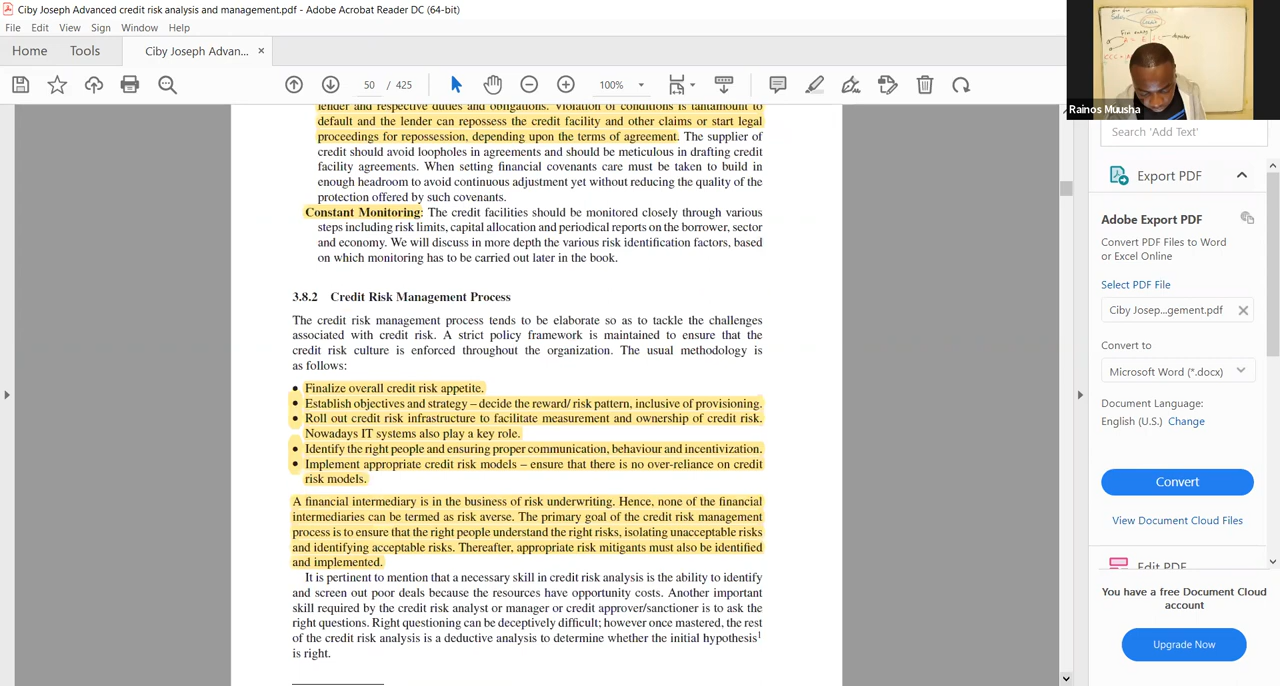 Ciby Joseph Advanced credit risk analysis and management.pdf - Adobe Acrobat Reader DC (64-bit)
File Edit View Sign Window Help
Home Tools Ciby Joseph Advan... ×
50 / 425 100%
Rainos Muusha
lender and respective duties and obligations. Violation of conditions is tantamount to
default and the lender can repossess the credit facility and other claims or start legal
proceedings for repossession, depending upon the terms of agreement. The supplier of
credit should avoid loopholes in agreements and should be meticulous in drafting credit
facility agreements. When setting financial covenants care must be taken to build in
enough headroom to avoid continuous adjustment yet without reducing the quality of the
protection offered by such covenants.
Constant Monitoring: The credit facilities should be monitored closely through various
steps including risk limits, capital allocation and periodical reports on the borrower, sector
and economy. We will discuss in more depth the various risk identification factors, based
on which monitoring has to be carried out later in the book.
3.8.2 Credit Risk Management Process
The credit risk management process tends to be elaborate so as to tackle the challenges
associated with credit risk. A strict policy framework is maintained to ensure that the
credit risk culture is enforced throughout the organization. The usual methodology is
as follows:
• Finalize overall credit risk appetite.
• Establish objectives and strategy – decide the reward/ risk pattern, inclusive of provisioning.
• Roll out credit risk infrastructure to facilitate measurement and ownership of credit risk.
Nowadays IT systems also play a key role.
• Identify the right people and ensuring proper communication, behaviour and incentivization.
• Implement appropriate credit risk models – ensure that there is no over-reliance on credit
risk models.
A financial intermediary is in the business of risk underwriting. Hence, none of the financial
intermediaries can be termed as risk averse. The primary goal of the credit risk management
process is to ensure that the right people understand the right risks, isolating unacceptable risks
and identifying acceptable risks. Thereafter, appropriate risk mitigants must also be identified
and implemented.
It is pertinent to mention that a necessary skill in credit risk analysis is the ability to identify
and screen out poor deals because the resources have opportunity costs. Another important
skill required by the credit risk analyst or manager or credit approver/sanctioner is to ask the
right questions. Right questioning can be deceptively difficult; however once mastered, the rest
of the credit risk analysis is a deductive analysis to determine whether the initial hypothesis1
is right.
Search 'Add Text'
Export PDF
Adobe Export PDF
Convert PDF Files to Word
or Excel Online
Select PDF File
Ciby Josep...gement.pdf
Convert to
Microsoft Word (*.docx)
Document Language:
English (U.S.) Change
Convert
View Document Cloud Files
Edit PDF
You have a free Document Cloud
account
Upgrade Now